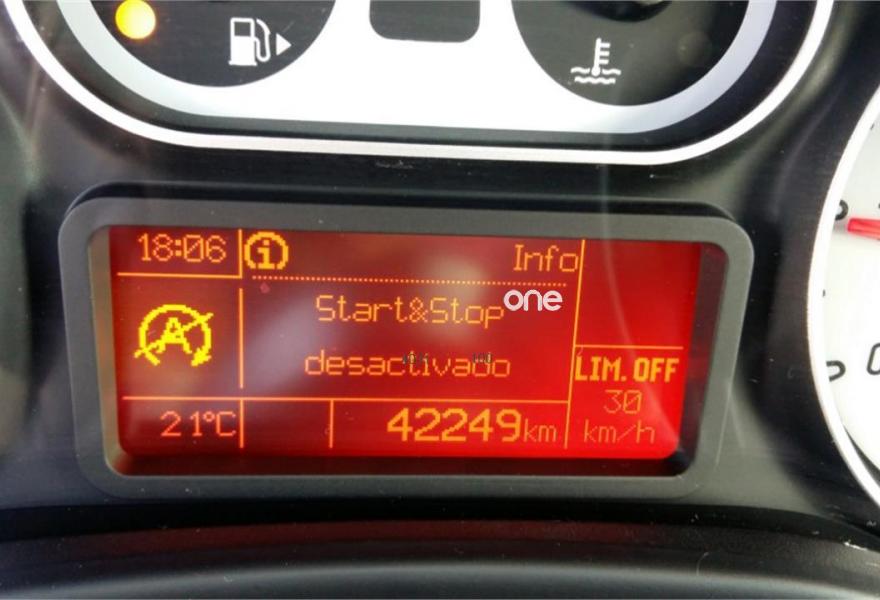 18:06
i
Info
Start&Stop
one
desactivado
A
LIM. OFF
30
km/h
21°C
42249km